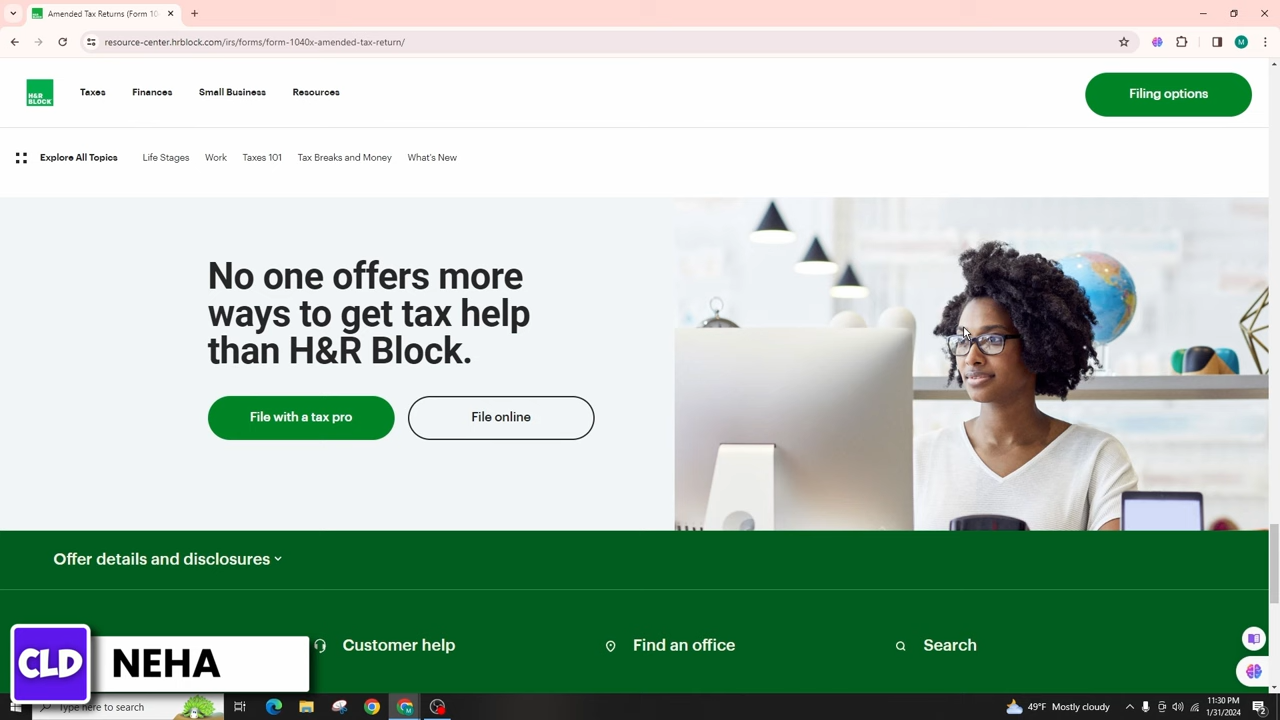 Amended Tax Returns (Form 10
resource-center.hrblock.com/irs/forms/form-1040x-amended-tax-return/
M
H&R
BLOCK
Taxes
Finances
Small Business
Resources
Filing options
Explore All Topics
Life Stages
Work
Taxes 101
Tax Breaks and Money
What's New
No one offers more
ways to get tax help
than H&R Block.
File with a tax pro
File online
Offer details and disclosures
Customer help
Find an office
Search
CLD
NEHA
Type here to search
49°F Mostly cloudy
11:30 PM
1/31/2024
2